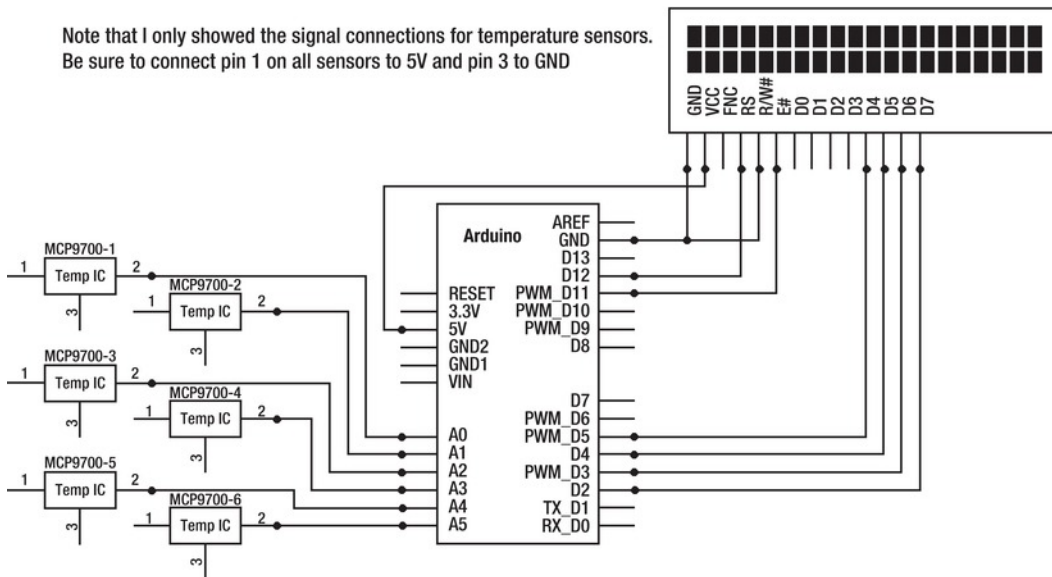 Note that I only showed the signal connections for temperature sensors.
Be sure to connect pin 1 on all sensors to 5V and pin 3 to GND
GND
VCC
FNC
RS
R/W#
E#
D0
D1
D2
D3
D4
D5
D6
D7
Arduino
AREF
GND
D13
D12
PWM_D11
PWM_D10
PWM_D9
D8
D7
PWM_D6
PWM_D5
D4
PWM_D3
D2
TX_D1
RX_D0
RESET
3.3V
5V
GND2
GND1
VIN
A0
A1
A2
A3
A4
A5
MCP9700-1
1 Temp IC 2
3
MCP9700-2
1 Temp IC 2
3
MCP9700-3
1 Temp IC 2
3
MCP9700-4
1 Temp IC 2
3
MCP9700-5
1 Temp IC 2
3
MCP9700-6
1 Temp IC 2
3